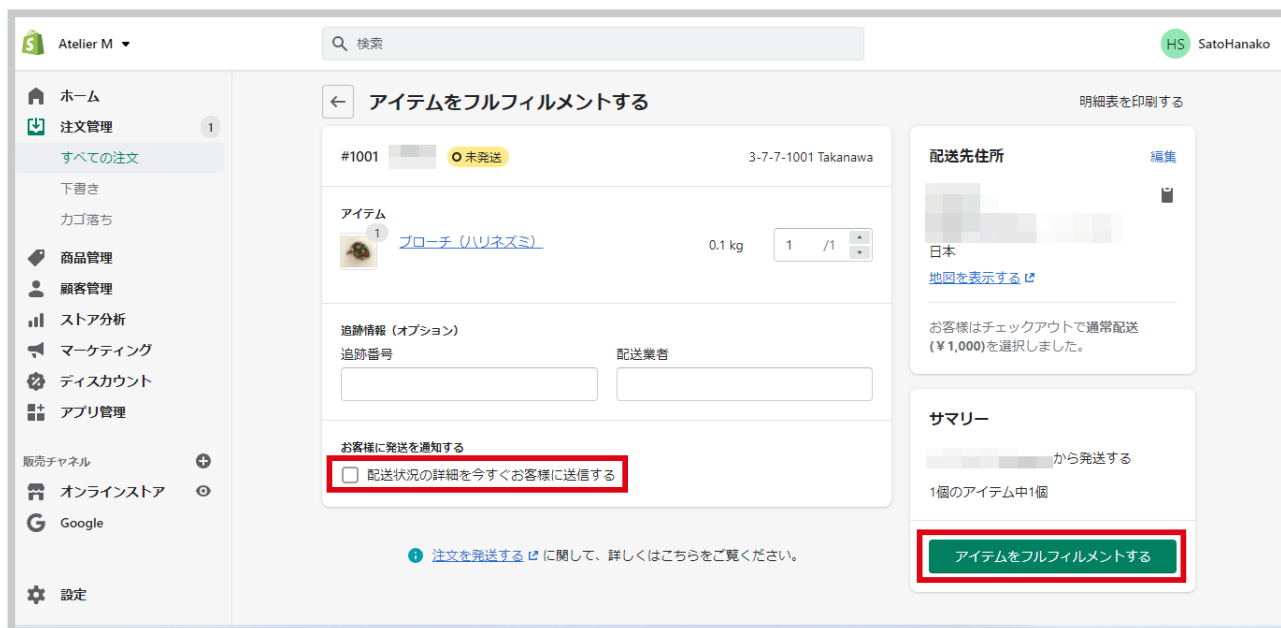 Atelier M
検索
HS SatoHanako
ホーム
注文管理 1
すべての注文
下書き
カゴ落ち
商品管理
顧客管理
ストア分析
マーケティング
ディスカウント
アプリ管理
販売チャネル
オンラインストア
Google
設定
アイテムをフルフィルメントする
明細表を印刷する
#1001 未発送 3-7-7-1001 Takanawa
アイテム
1
ブローチ（ハリネズミ） 0.1 kg 1 /1
追跡情報（オプション）
追跡番号 配送業者
お客様に発送を通知する
配送状況の詳細を今すぐお客様に送信する
注文を発送する に関して、詳しくはこちらをご覧ください。
配送先住所 編集
日本
地図を表示する
お客様はチェックアウトで通常配送
(¥1,000)を選択しました。
サマリー
から発送する
1個のアイテム中1個
アイテムをフルフィルメントする